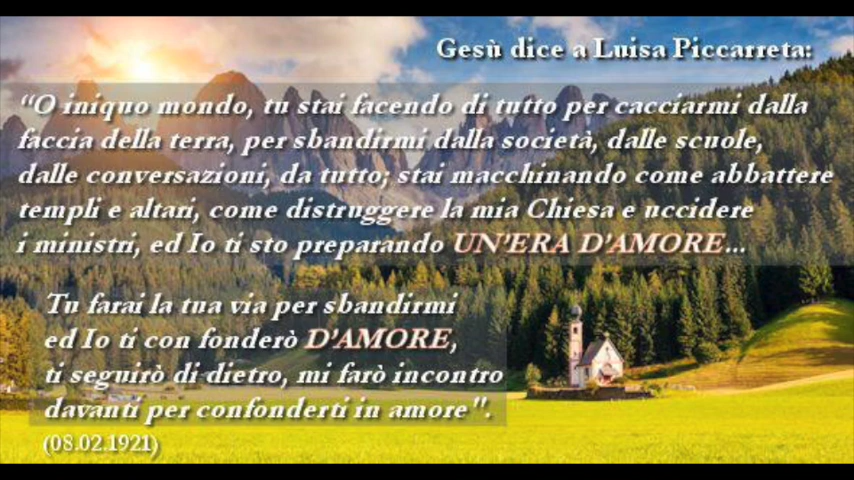 Gesù dice a Luisa Piccarreta:
"O iniquo mondo, tu stai facendo di tutto per cacciarmi dalla
faccia della terra, per sbandirmi dalla società, dalle scuole,
dalle conversazioni, da tutto; stai macchinando come abbattere
templi e altari, come distruggere la mia Chiesa e uccidere
i ministri, ed Io ti sto preparando UN'ERA D'AMORE...
Tu farai la tua via per sbandirmi
ed Io ti con fonderò D'AMORE,
ti seguirò di dietro, mi farò incontro
davanti per confonderti in amore".
(08.02.1921)